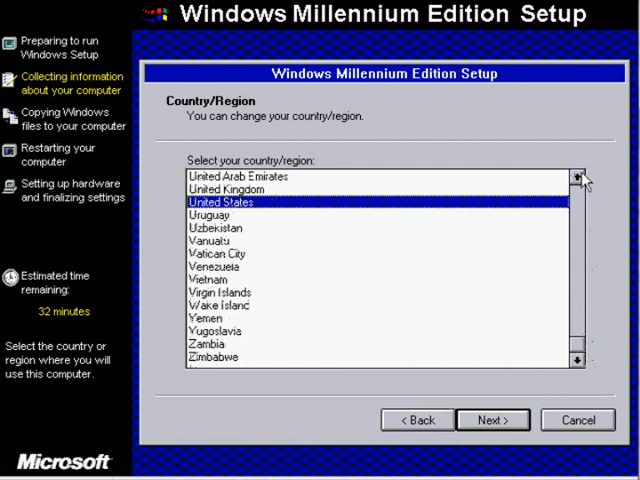 Windows Millennium Edition Setup
Preparing to run
Windows Setup
Collecting information
about your computer
Copying Windows
files to your computer
Restarting your
computer
Setting up hardware
and finalizing settings
Estimated time
remaining:
32 minutes
Select the country or
region where you will
use this computer.
Microsoft
Windows Millennium Edition Setup
Country/Region
You can change your country/region.
Select your country/region:
United Arab Emirates
United Kingdom
United States
Uruguay
Uzbekistan
Vanuatu
Vatican City
Venezuela
Vietnam
Virgin Islands
Wake Island
Yemen
Yugoslavia
Zambia
Zimbabwe
< Back
Next >
Cancel